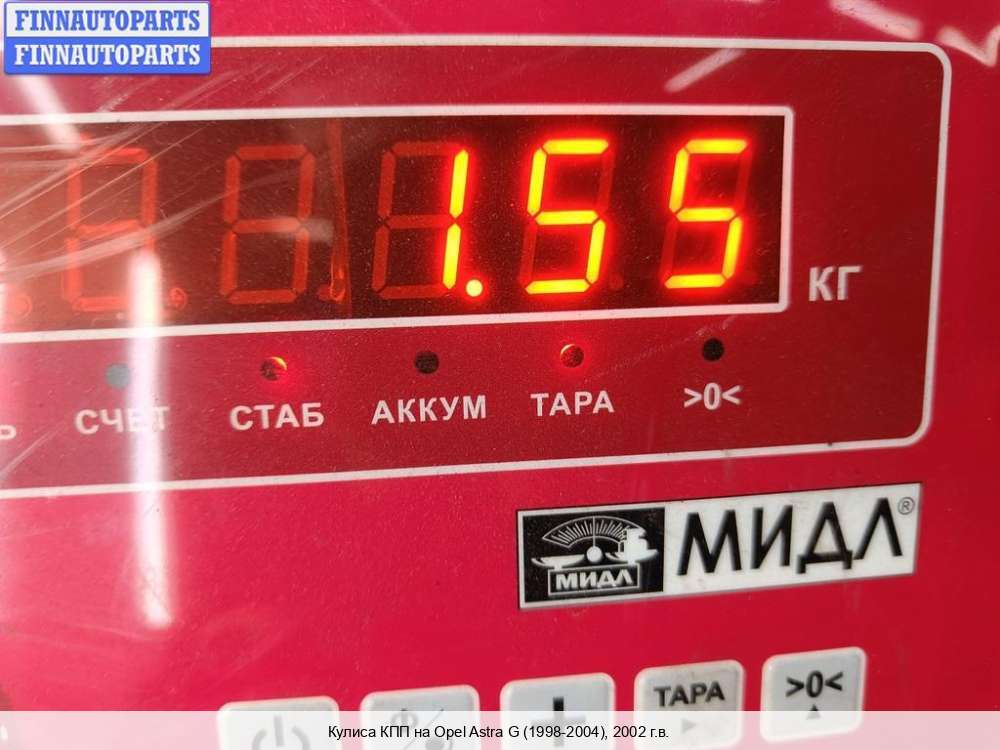 FINNAUTOPARTS
FINNAUTOPARTS
1.55
КГ
Ь СЧЕТ СТАБ АККУМ ТАРА >0<
МИДЛ МИДЛ®
ТАРА >0<
Кулиса КПП на Opel Astra G (1998-2004), 2002 г.в.